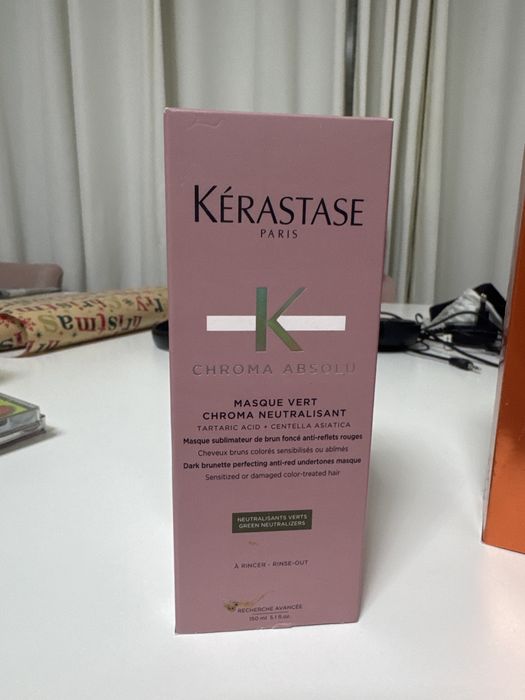 KÉRASTASE
PARIS
K
CHROMA ABSOLU
MASQUE VERT
CHROMA NEUTRALISANT
TARTARIC ACID + CENTELLA ASIATICA
Masque sublimateur de brun foncé anti-reflets rouges
Cheveux bruns colorés sensibilisés ou abîmés
Dark brunette perfecting anti-red undertones masque
Sensitized or damaged color-treated hair
NEUTRALISANTS VERTS
GREEN NEUTRALIZERS
À RINCER - RINSE-OUT
RECHERCHE AVANCÉE
150 ml 5.1 fl.oz.